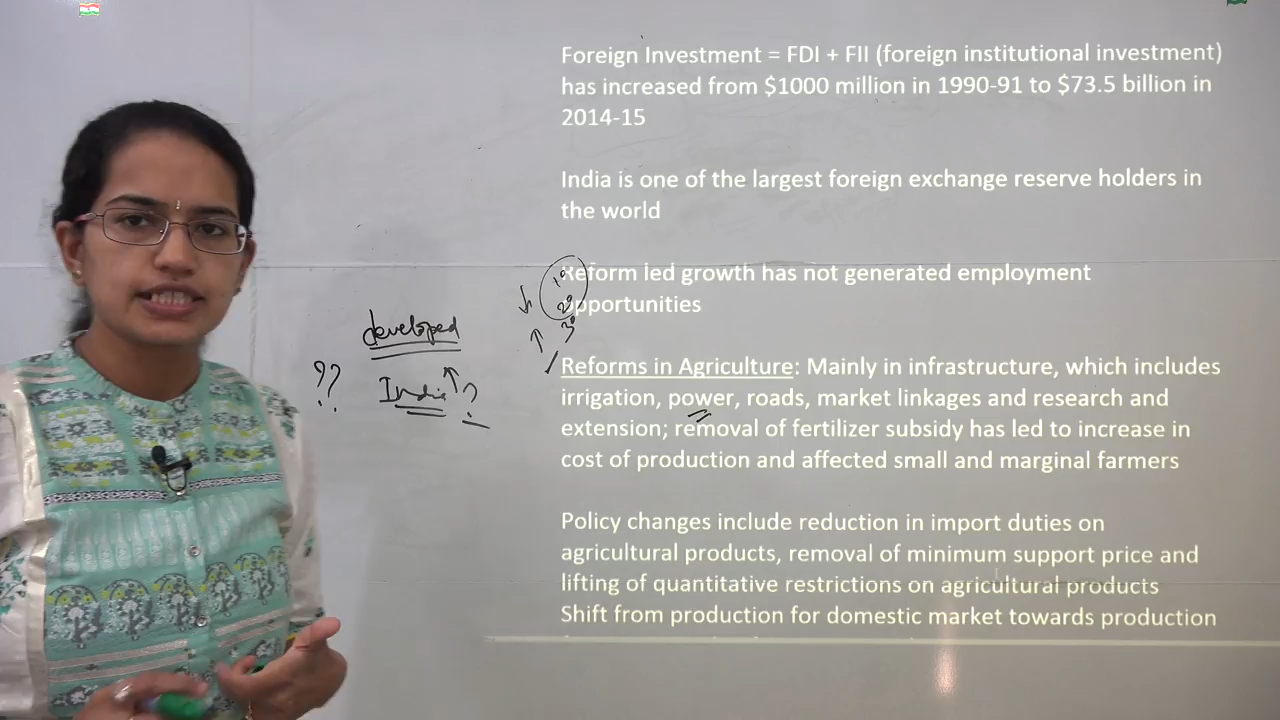 Foreign Investment = FDI + FII (foreign institutional investment)
has increased from $1000 million in 1990-91 to $73.5 billion in
2014-15
India is one of the largest foreign exchange reserve holders in
the world
Reform led growth has not generated employment
opportunities
1°
2°
3°
developed
??
India ?
Reforms in Agriculture: Mainly in infrastructure, which includes
irrigation, power, roads, market linkages and research and
extension; removal of fertilizer subsidy has led to increase in
cost of production and affected small and marginal farmers
Policy changes include reduction in import duties on
agricultural products, removal of minimum support price and
lifting of quantitative restrictions on agricultural products
Shift from production for domestic market towards production